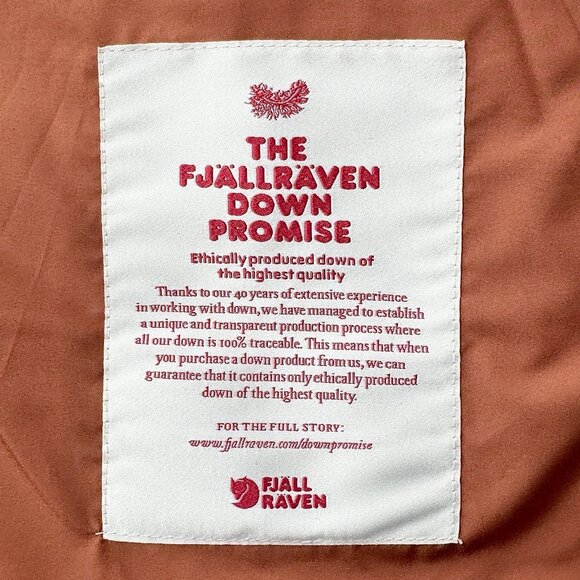 THE
FJÄLLRÄVEN
DOWN
PROMISE
Ethically produced down of
the highest quality
Thanks to our 40 years of extensive experience
in working with down, we have managed to establish
a unique and transparent production process where
all our down is 100% traceable. This means that when
you purchase a down product from us, we can
guarantee that it contains only ethically produced
down of the highest quality.
FOR THE FULL STORY:
www.fjallraven.com/downpromise
FJÄLL
RÄVEN